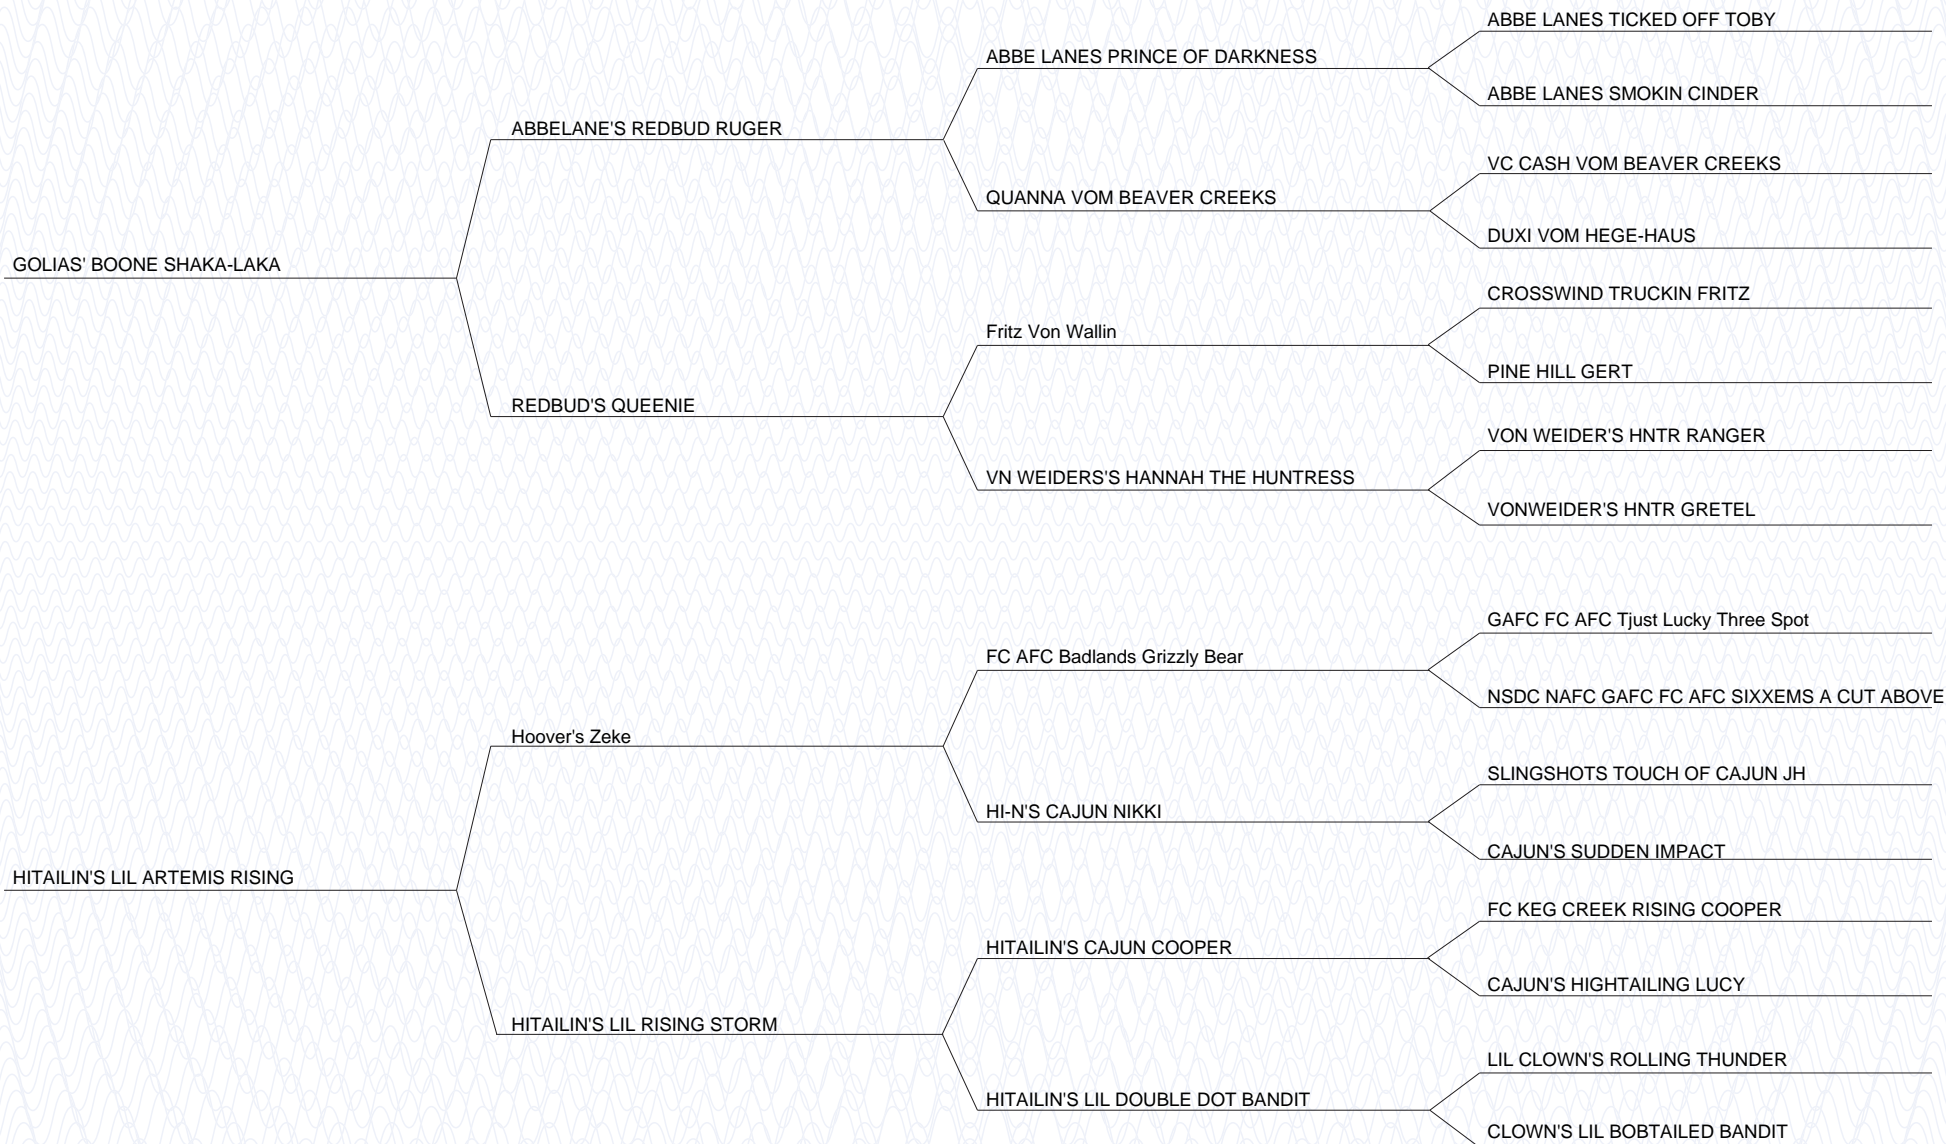 ABBE LANES TICKED OFF TOBY
ABBE LANES PRINCE OF DARKNESS
ABBE LANES SMOKIN CINDER
ABBELANE'S REDBUD RUGER
VC CASH VOM BEAVER CREEKS
QUANNA VOM BEAVER CREEKS
DUXI VOM HEGE-HAUS
GOLIAS' BOONE SHAKA-LAKA
CROSSWIND TRUCKIN FRITZ
Fritz Von Wallin
PINE HILL GERT
REDBUD'S QUEENIE
VON WEIDER'S HNTR RANGER
VN WEIDERS'S HANNAH THE HUNTRESS
VONWEIDER'S HNTR GRETEL
GAFC FC AFC Tjust Lucky Three Spot
FC AFC Badlands Grizzly Bear
NSDC NAFC GAFC FC AFC SIXXEMS A CUT ABOVE
Hoover's Zeke
SLINGSHOTS TOUCH OF CAJUN JH
HI-N'S CAJUN NIKKI
CAJUN'S SUDDEN IMPACT
HITAILIN'S LIL ARTEMIS RISING
FC KEG CREEK RISING COOPER
HITAILIN'S CAJUN COOPER
CAJUN'S HIGHTAILING LUCY
HITAILIN'S LIL RISING STORM
LIL CLOWN'S ROLLING THUNDER
HITAILIN'S LIL DOUBLE DOT BANDIT
CLOWN'S LIL BOBTAILED BANDIT